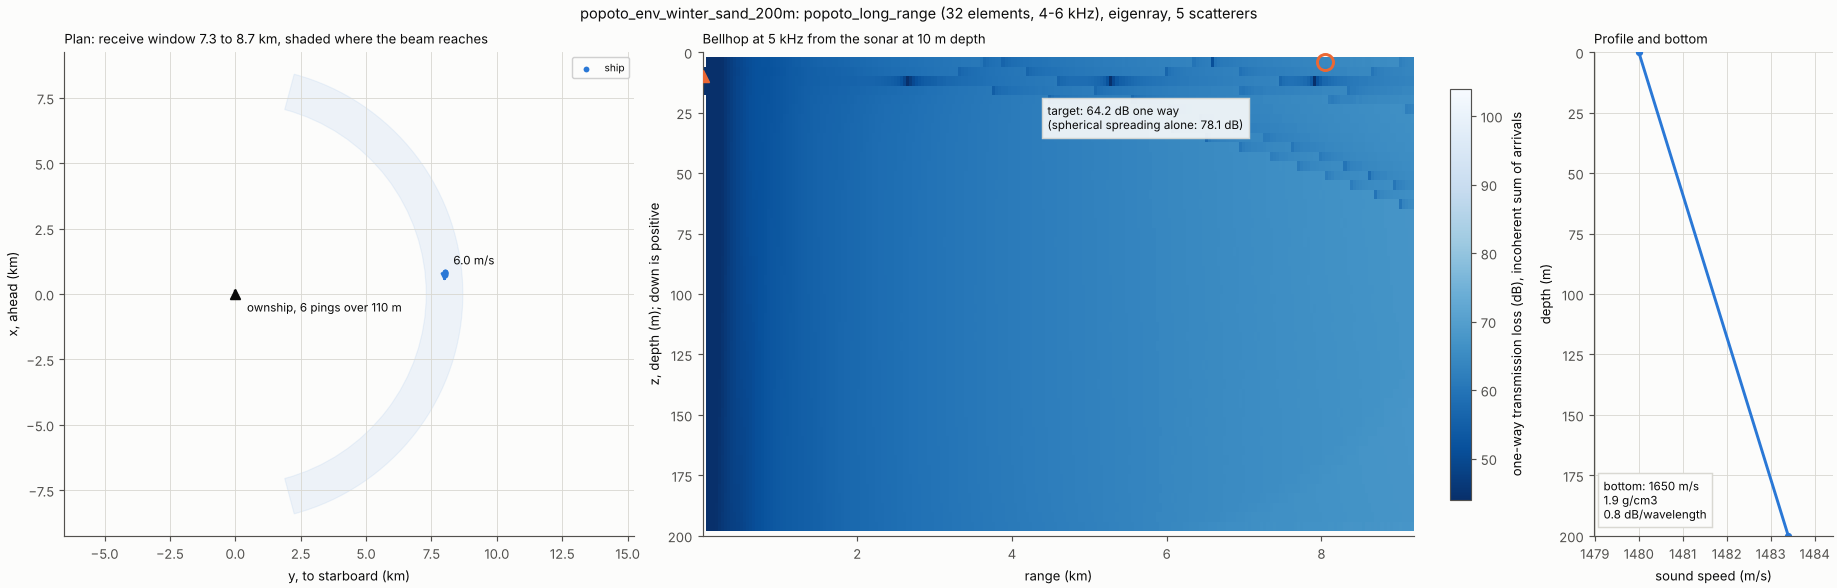 popoto_env_winter_sand_200m: popoto_long_range (32 elements, 4-6 kHz), eigenray, 5 scatterers
Plan: receive window 7.3 to 8.7 km, shaded where the beam reaches
ship
7.5
5.0
2.5
0.0
−2.5
−5.0
−7.5
x, ahead (km)
6.0 m/s
ownship, 6 pings over 110 m
−5.0
−2.5
0.0
2.5
5.0
7.5
10.0
12.5
15.0
y, to starboard (km)
Bellhop at 5 kHz from the sonar at 10 m depth
0
25
50
75
100
125
150
175
200
z, depth (m); down is positive
target: 64.2 dB one way
(spherical spreading alone: 78.1 dB)
2
4
6
8
range (km)
100
90
80
70
60
50
one-way transmission loss (dB), incoherent sum of arrivals
Profile and bottom
0
25
50
75
100
125
150
175
200
depth (m)
bottom: 1650 m/s
1.9 g/cm3
0.8 dB/wavelength
1479
1480
1481
1482
1483
1484
sound speed (m/s)